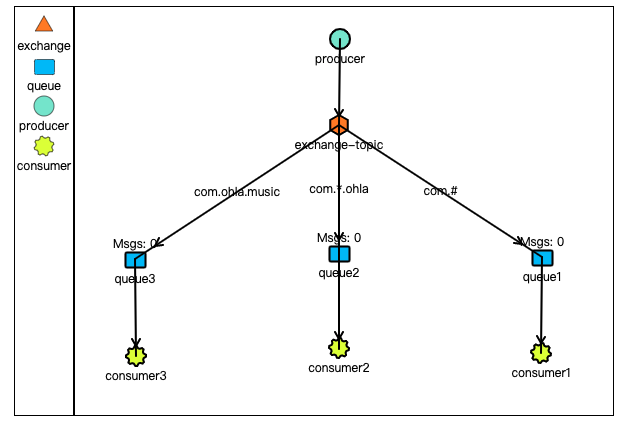 exchange
queue
producer
consumer
producer
exchange-topic
com.ohla.music
com.*.ohla
com.#
Msgs: 0
queue3
Msgs: 0
queue2
Msgs: 0
queue1
consumer3
consumer2
consumer1